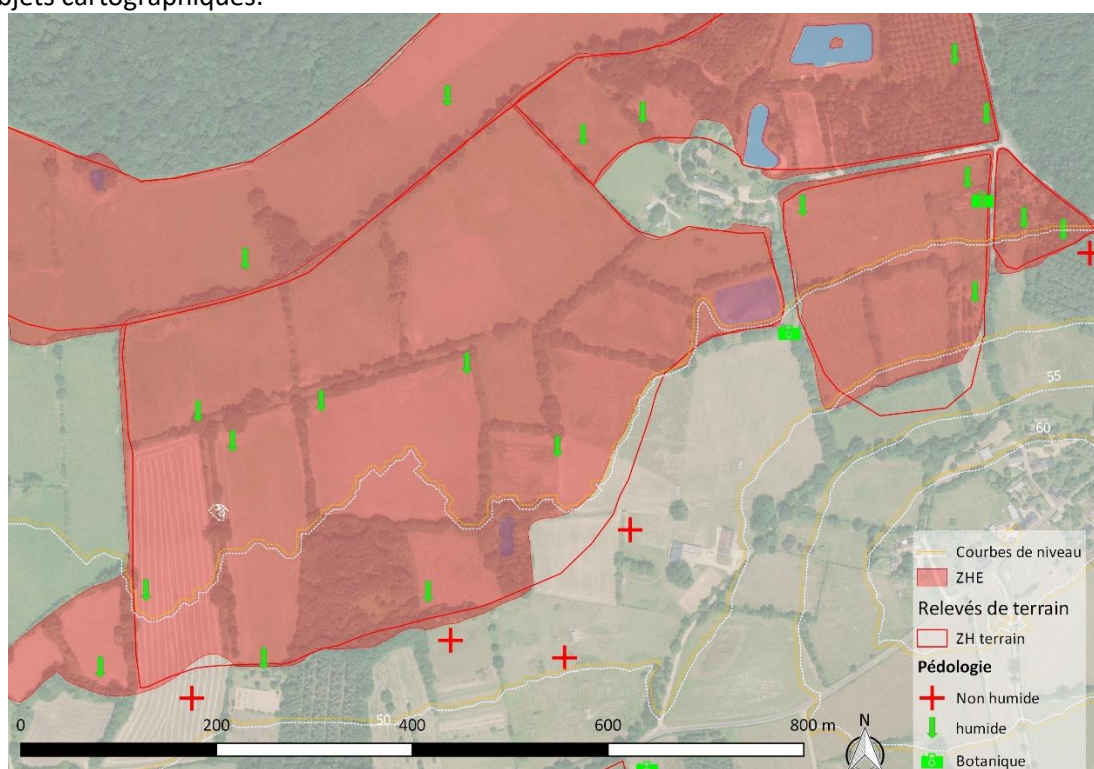 bjets cartographiques.
55
60
50
0 200 400 600 800 m
N
Courbes de niveau
ZHE
Relevés de terrain
ZH terrain
Pédologie
Non humide
humide
Botanique